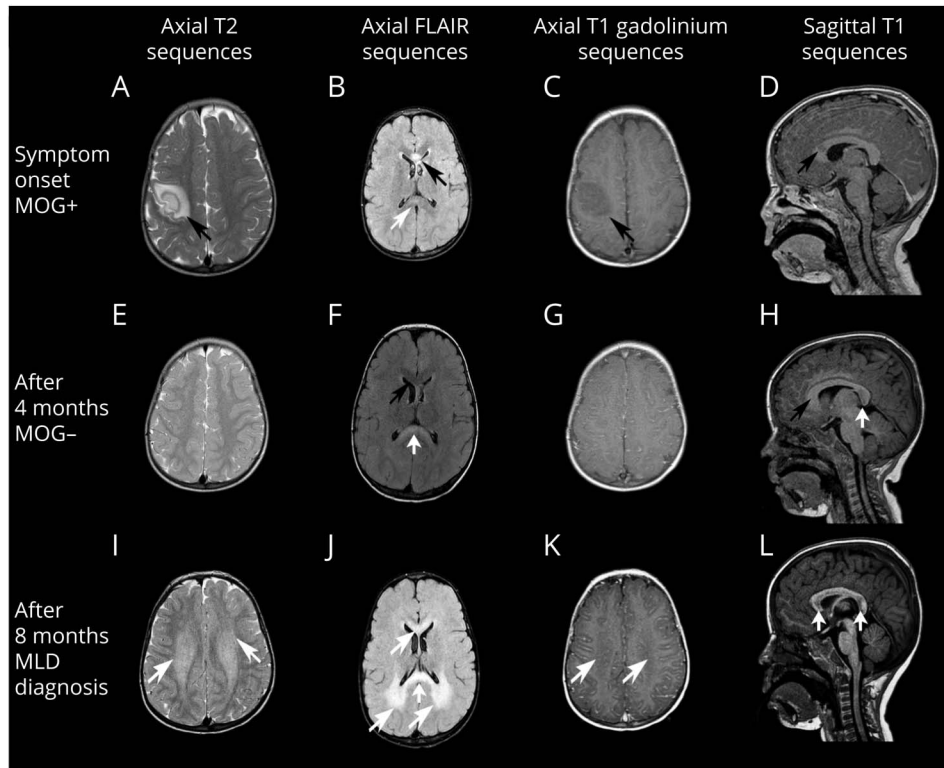 Axial T2
sequences
Axial FLAIR
sequences
Axial T1 gadolinium
sequences
Sagittal T1
sequences
A
B
C
D
Symptom
onset
MOG+
E
F
G
H
After
4 months
MOG–
I
J
K
L
After
8 months
MLD
diagnosis